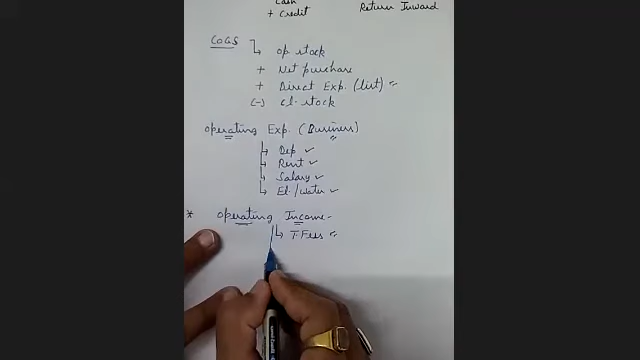 Cash
+ Credit
Return Inward
COGS
op stock
+ Net purchase
+ Direct Exp. (list)
(-) cl. stock
operating Exp. (Business)
Dep ✓
Rent ✓
Salary ✓
El./Water ✓
* operating Income-
T. Fees